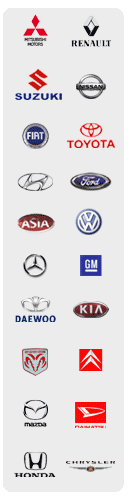 MITSUBISHI
MOTORS
RENAULT
SUZUKI
NISSAN
FIAT
TOYOTA
Ford
ASIA
GM
DAEWOO
KIA
mazda
DAIHATSU
HONDA
CHRYSLER